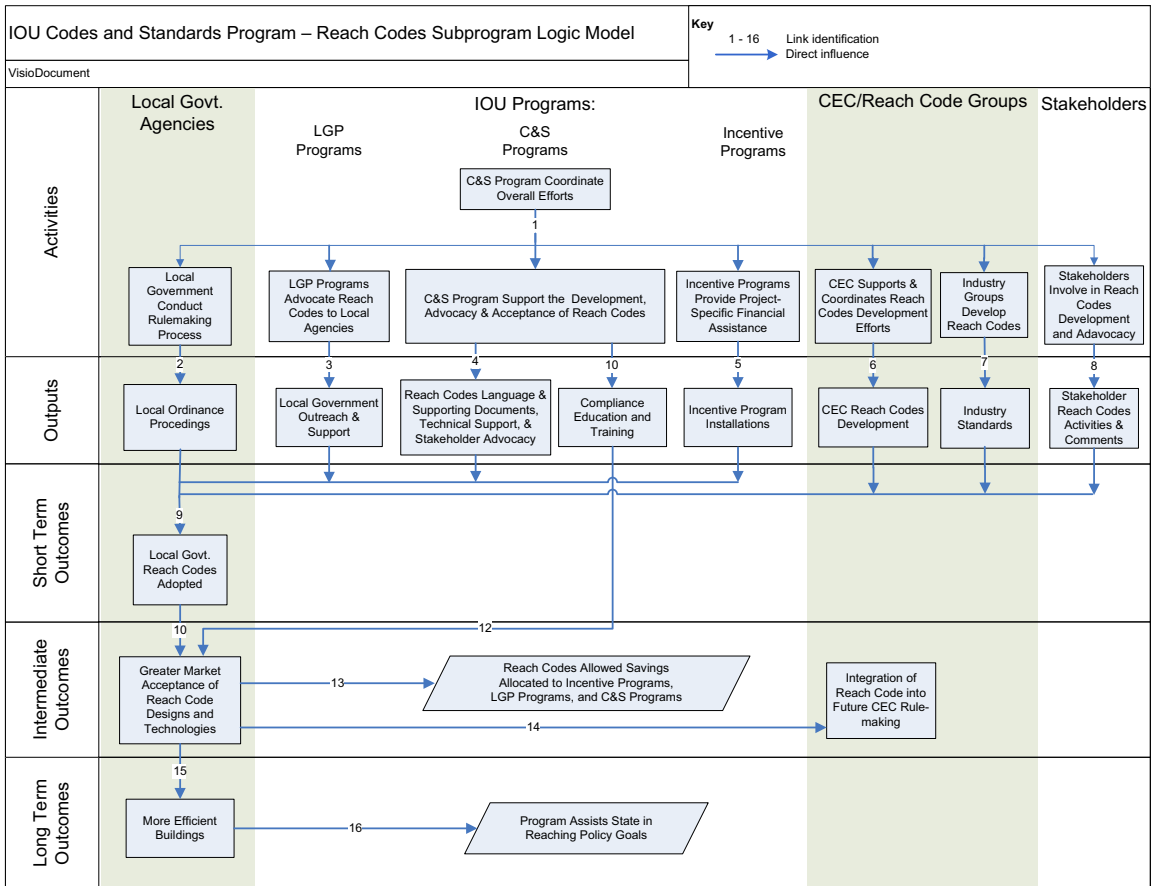 IOU Codes and Standards Program – Reach Codes Subprogram Logic Model
VisioDocument
Key
1 - 16 Link identification
Direct influence
Local Govt.
Agencies
IOU Programs:
CEC/Reach Code Groups
Stakeholders
LGP
Programs
C&S
Programs
Incentive
Programs
Activities
C&S Program Coordinate
Overall Efforts
1
Local
Government
Conduct
Rulemaking
Process
LGP Programs
Advocate Reach
Codes to Local
Agencies
C&S Program Support the Development,
Advocacy & Acceptance of Reach Codes
Incentive Programs
Provide Project-
Specific Financial
Assistance
CEC Supports &
Coordinates Reach
Codes Development
Efforts
Industry
Groups
Develop
Reach Codes
Stakeholders
Involve in Reach
Codes
Development
and Adavocacy
2
3
4
10
5
6
7
8
Outputs
Local Ordinance
Procedings
Local Government
Outreach &
Support
Reach Codes Language &
Supporting Documents,
Technical Support, &
Stakeholder Advocacy
Compliance
Education and
Training
Incentive Program
Installations
CEC Reach Codes
Development
Industry
Standards
Stakeholder
Reach Codes
Activities &
Comments
Short Term
Outcomes
9
Local Govt.
Reach Codes
Adopted
10
12
Intermediate
Outcomes
Greater Market
Acceptance of
Reach Code
Designs and
Technologies
13
Reach Codes Allowed Savings
Allocated to Incentive Programs,
LGP Programs, and C&S Programs
14
Integration of
Reach Code into
Future CEC Rule-
making
15
Long Term
Outcomes
More Efficient
Buildings
16
Program Assists State in
Reaching Policy Goals